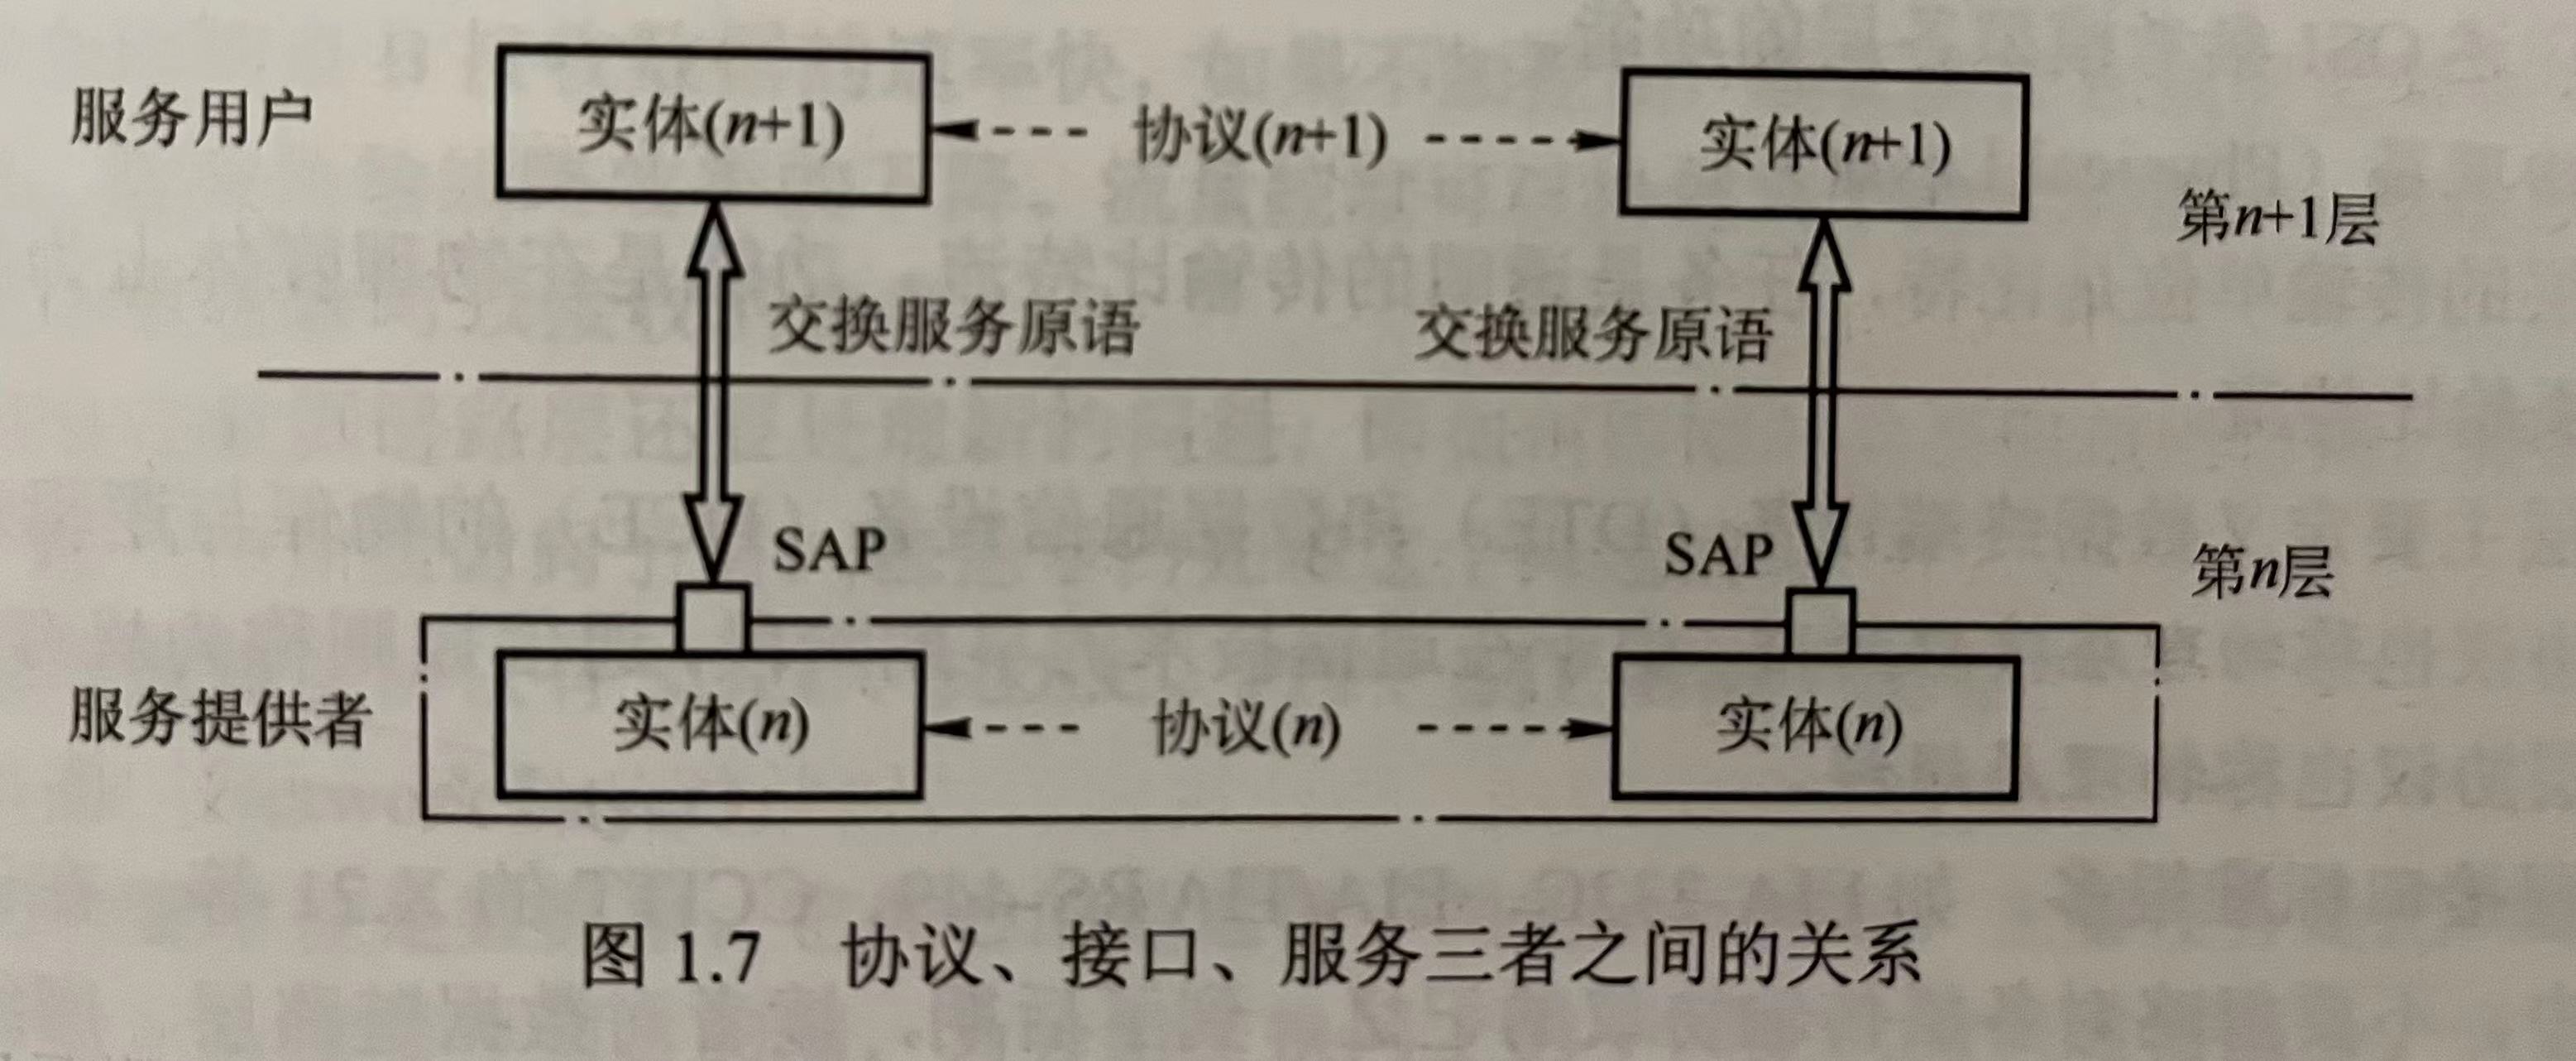 服务用户
实体(n+1)
协议(n+1)
实体(n+1)
第n+1层
交换服务原语
交换服务原语
SAP
SAP
第n层
服务提供者
实体(n)
协议(n)
实体(n)
图 1.7 协议、接口、服务三者之间的关系